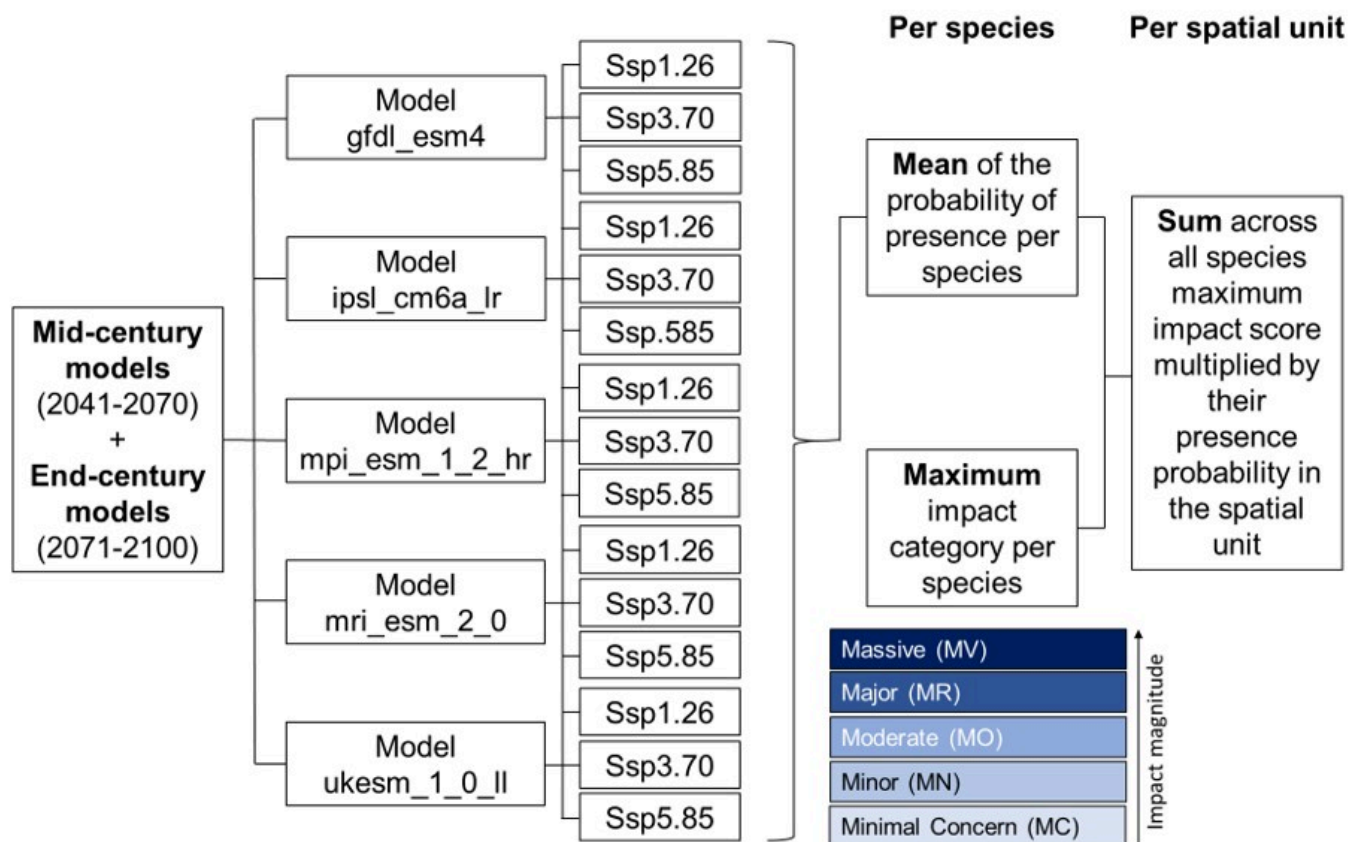 Per species
Per spatial unit
Mid-century
models
(2041-2070)
+
End-century
models
(2071-2100)
Model
gfdl_esm4
Ssp1.26
Ssp3.70
Ssp5.85
Model
ipsl_cm6a_lr
Ssp1.26
Ssp3.70
Ssp.585
Model
mpi_esm_1_2_hr
Ssp1.26
Ssp3.70
Ssp5.85
Model
mri_esm_2_0
Ssp1.26
Ssp3.70
Ssp5.85
Model
ukesm_1_0_ll
Ssp1.26
Ssp3.70
Ssp5.85
Mean of the
probability of
presence per
species
Maximum
impact
category per
species
Sum across
all species
maximum
impact score
multiplied by
their
presence
probability in
the spatial
unit
Massive (MV)
Major (MR)
Moderate (MO)
Minor (MN)
Minimal Concern (MC)
Impact magnitude